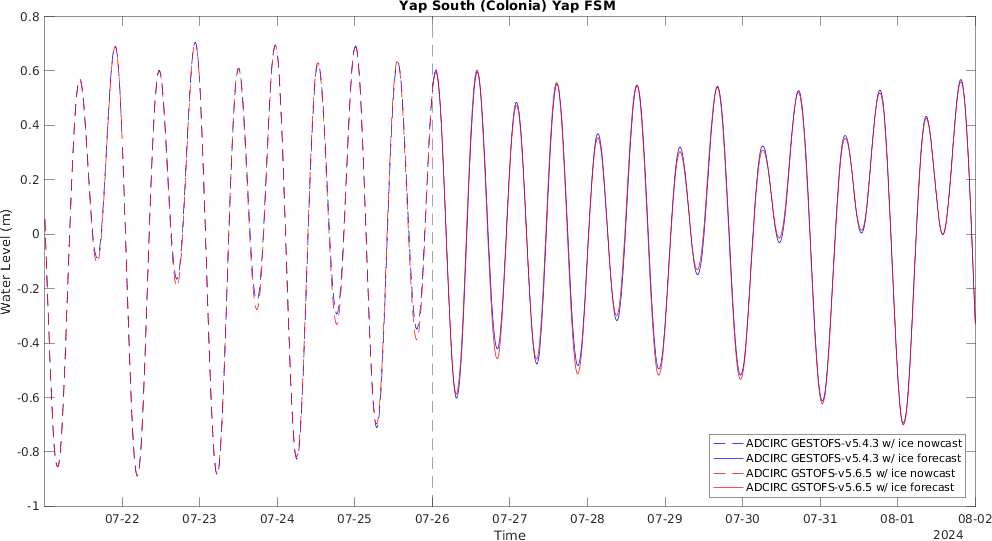 Yap South (Colonia) Yap FSM
Water Level (m)
0.8
0.6
0.4
0.2
0
-0.2
-0.4
-0.6
-0.8
-1
ADCIRC GESTOFS-v5.4.3 w/ ice nowcast
ADCIRC GESTOFS-v5.4.3 w/ ice forecast
ADCIRC GSTOFS-v5.6.5 w/ ice nowcast
ADCIRC GSTOFS-v5.6.5 w/ ice forecast
07-22 07-23 07-24 07-25 07-26 07-27 07-28 07-29 07-30 07-31 08-01 08-02
Time
2024